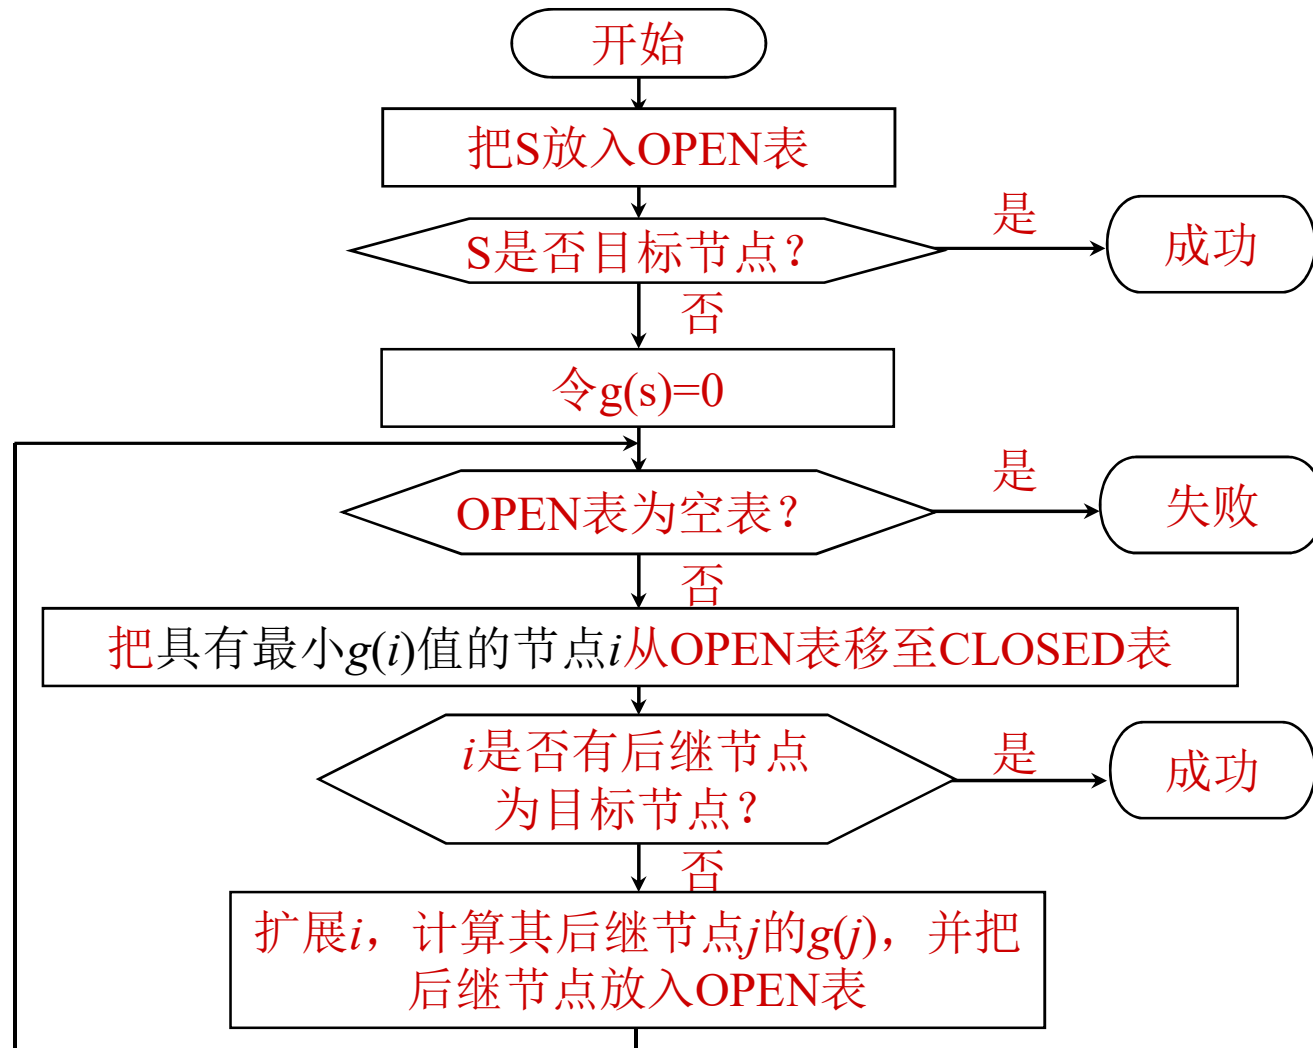 开始
把S放入OPEN表
S是否目标节点？
是
成功
否
令g(s)=0
OPEN表为空表？
是
失败
否
把具有最小g(i)值的节点i从OPEN表移至CLOSED表
i是否有后继节点
为目标节点？
是
成功
否
扩展i，计算其后继节点j的g(j)，并把
后继节点放入OPEN表